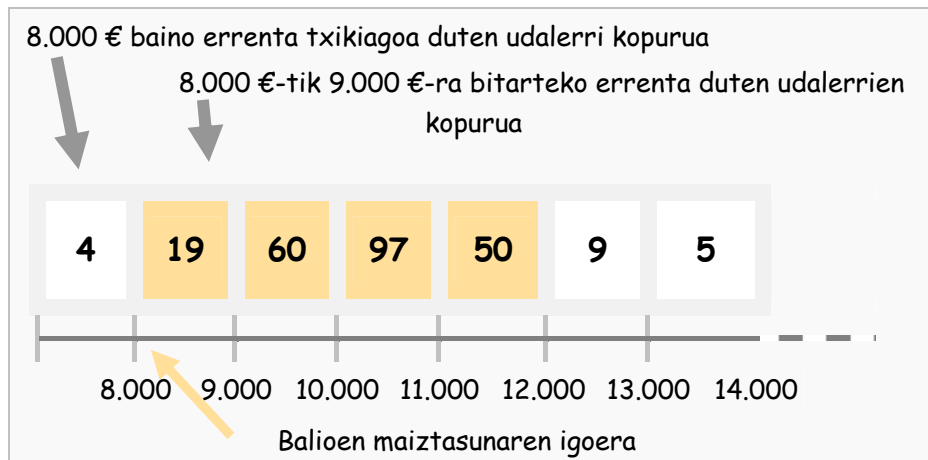 8.000 € baino errenta txikiagoa duten udalerri kopurua
8.000 €-tik 9.000 €-ra bitarteko errenta duten udalerrien
kopurua
4 19 60 97 50 9 5
8.000 9.000 10.000 11.000 12.000 13.000 14.000
Balioen maiztasunaren igoera